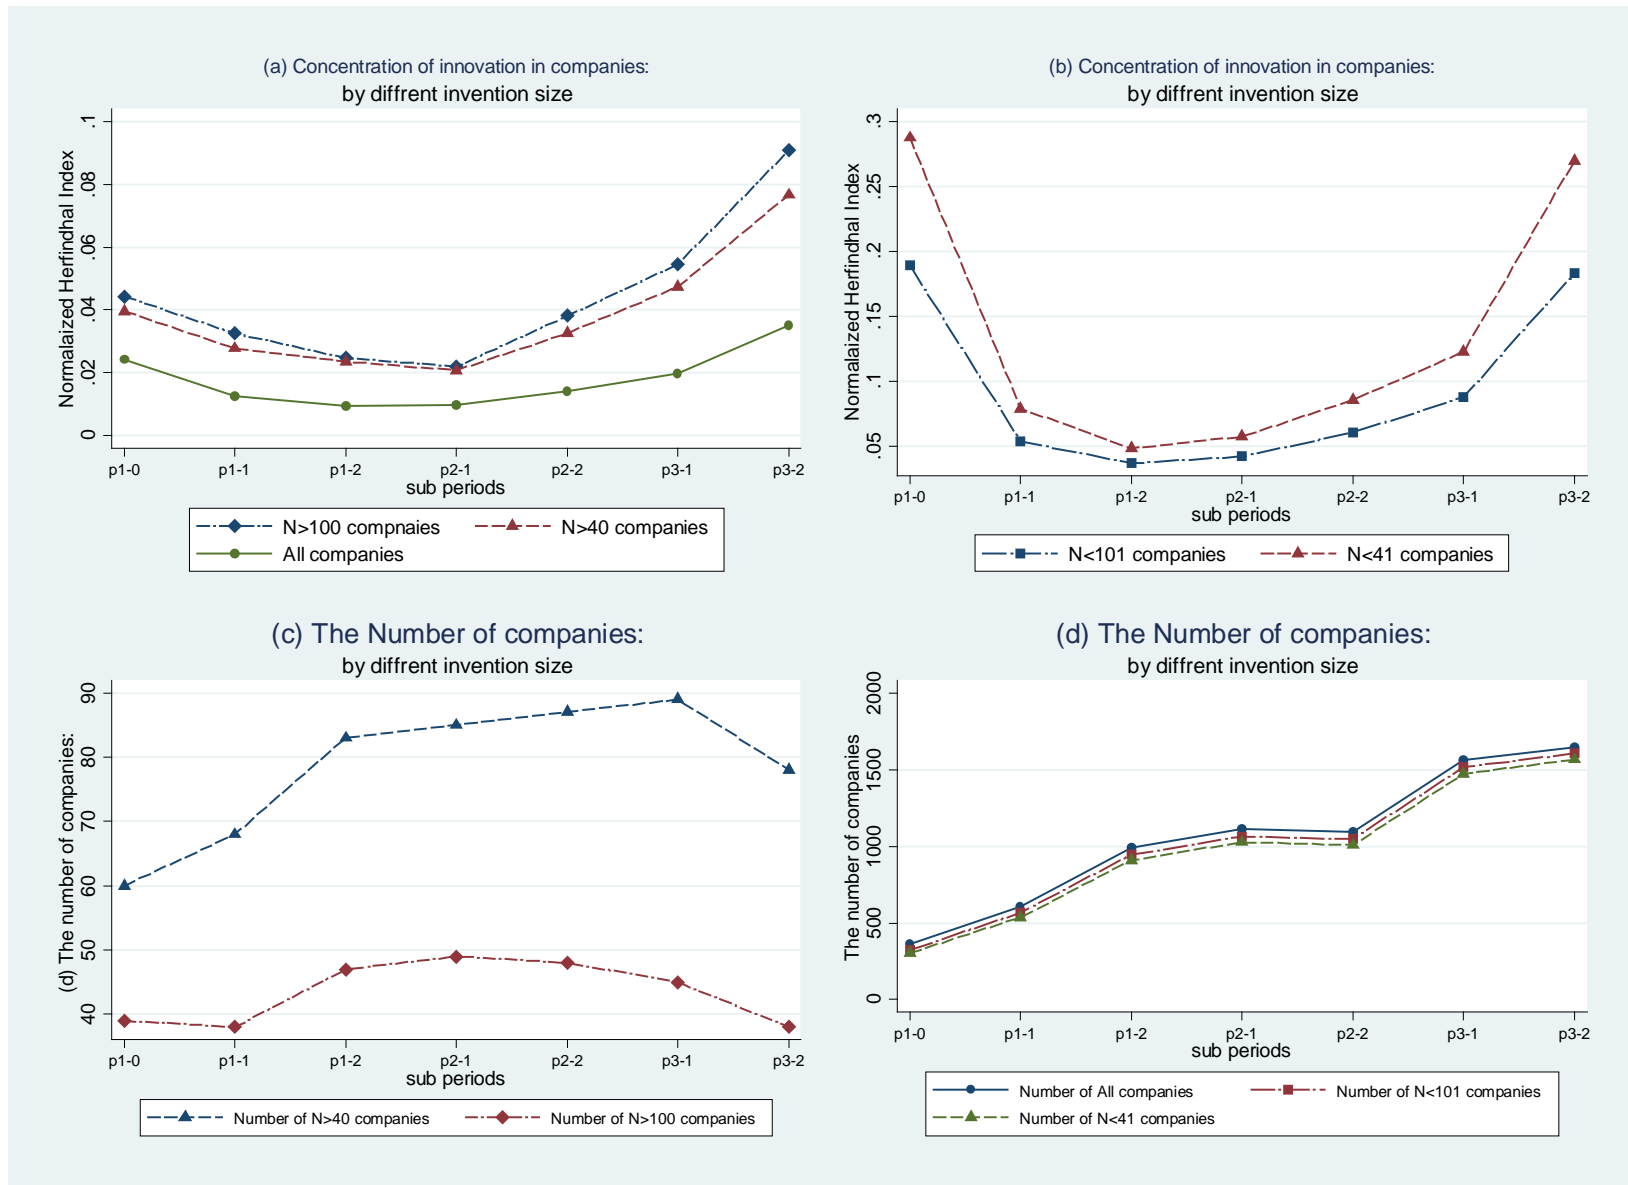 (a) Concentration of innovation in companies:
by diffrent invention size
Normalaized Herfindhal Index
.1
.08
.06
.04
.02
0
p1-0 p1-1 p1-2 p2-1 p2-2 p3-1 p3-2
sub periods
N>100 compnaies N>40 companies
All companies
(b) Concentration of innovation in companies:
by diffrent invention size
Normalaized Herfindhal Index
.3
.25
.2
.15
.1
.05
p1-0 p1-1 p1-2 p2-1 p2-2 p3-1 p3-2
sub periods
N<101 companies N<41 companies
(c) The Number of companies:
by diffrent invention size
(d) The number of companies:
90
80
70
60
50
40
p1-0 p1-1 p1-2 p2-1 p2-2 p3-1 p3-2
sub periods
Number of N>40 companies Number of N>100 companies
(d) The Number of companies:
by diffrent invention size
The number of companies
2000
1500
1000
500
0
p1-0 p1-1 p1-2 p2-1 p2-2 p3-1 p3-2
sub periods
Number of All companies Number of N<101 companies
Number of N<41 companies